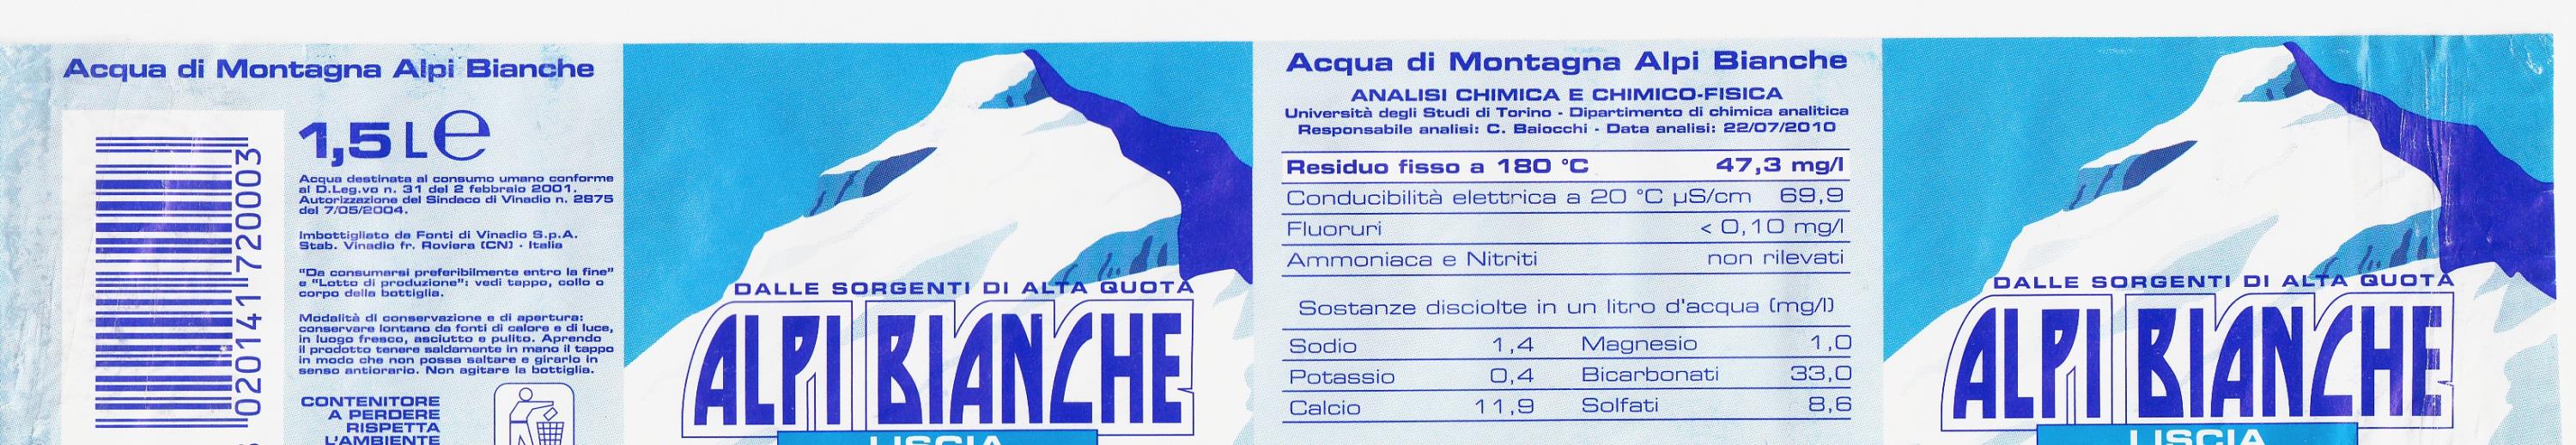 Acqua di Montagna Alpi Bianche
020141720003
1,5 L e
Acqua destinata al consumo umano conforme
al D.Leg.vo n. 31 del 2 febbraio 2001.
Autorizzazione del Sindaco di Vinadio n. 2875
del 7/05/2004.
Imbottigliato da Fonti di Vinadio S.p.A.
Stab. Vinadio fr. Roviera (CN) - Italia
"Da consumarsi preferibilmente entro la fine"
e "Lotto di produzione": vedi tappo, collo o
corpo della bottiglia.
Modalità di conservazione e di apertura:
conservare lontano da fonti di calore e di luce,
in luogo fresco, asciutto e pulito. Aprendo
il prodotto tenere saldamente in mano il tappo
in modo che non possa saltare e girarlo in
senso antiorario. Non agitare la bottiglia.
CONTENITORE
A PERDERE
RISPETTA
L'AMBIENTE
DALLE SORGENTI DI ALTA QUOTA
ALPI BIANCHE
LISCIA
Acqua di Montagna Alpi Bianche
ANALISI CHIMICA E CHIMICO-FISICA
Università degli Studi di Torino - Dipartimento di chimica analitica
Responsabile analisi: C. Baiocchi - Data analisi: 22/07/2010
Residuo fisso a 180 °C 47,3 mg/l
Conducibilità elettrica a 20 °C µS/cm 69,9
Fluoruri < 0,10 mg/l
Ammoniaca e Nitriti non rilevati
Sostanze disciolte in un litro d'acqua (mg/l)
Sodio 1,4 Magnesio 1,0
Potassio 0,4 Bicarbonati 33,0
Calcio 11,9 Solfati 8,6
DALLE SORGENTI DI ALTA QUOTA
ALPI BIANCHE
LISCIA